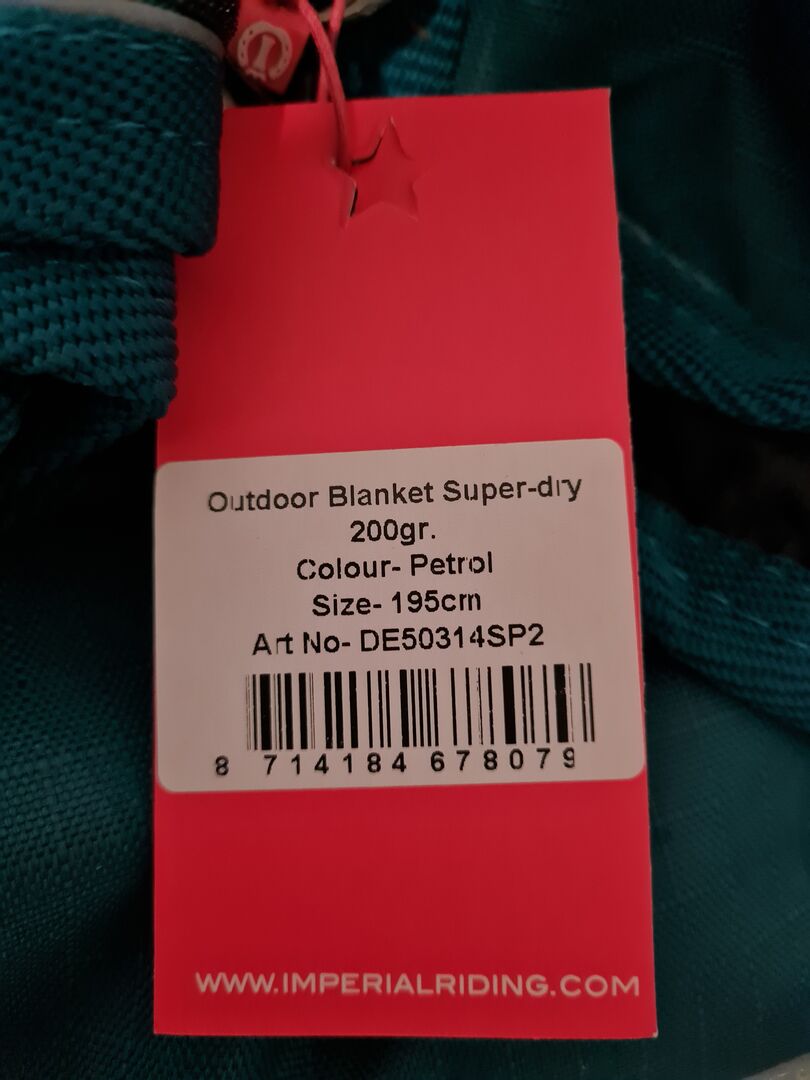 Outdoor Blanket Super-dry
200gr.
Colour- Petrol
Size- 195cm
Art No- DE50314SP2
8 714184 678079
WWW.IMPERIALRIDING.COM